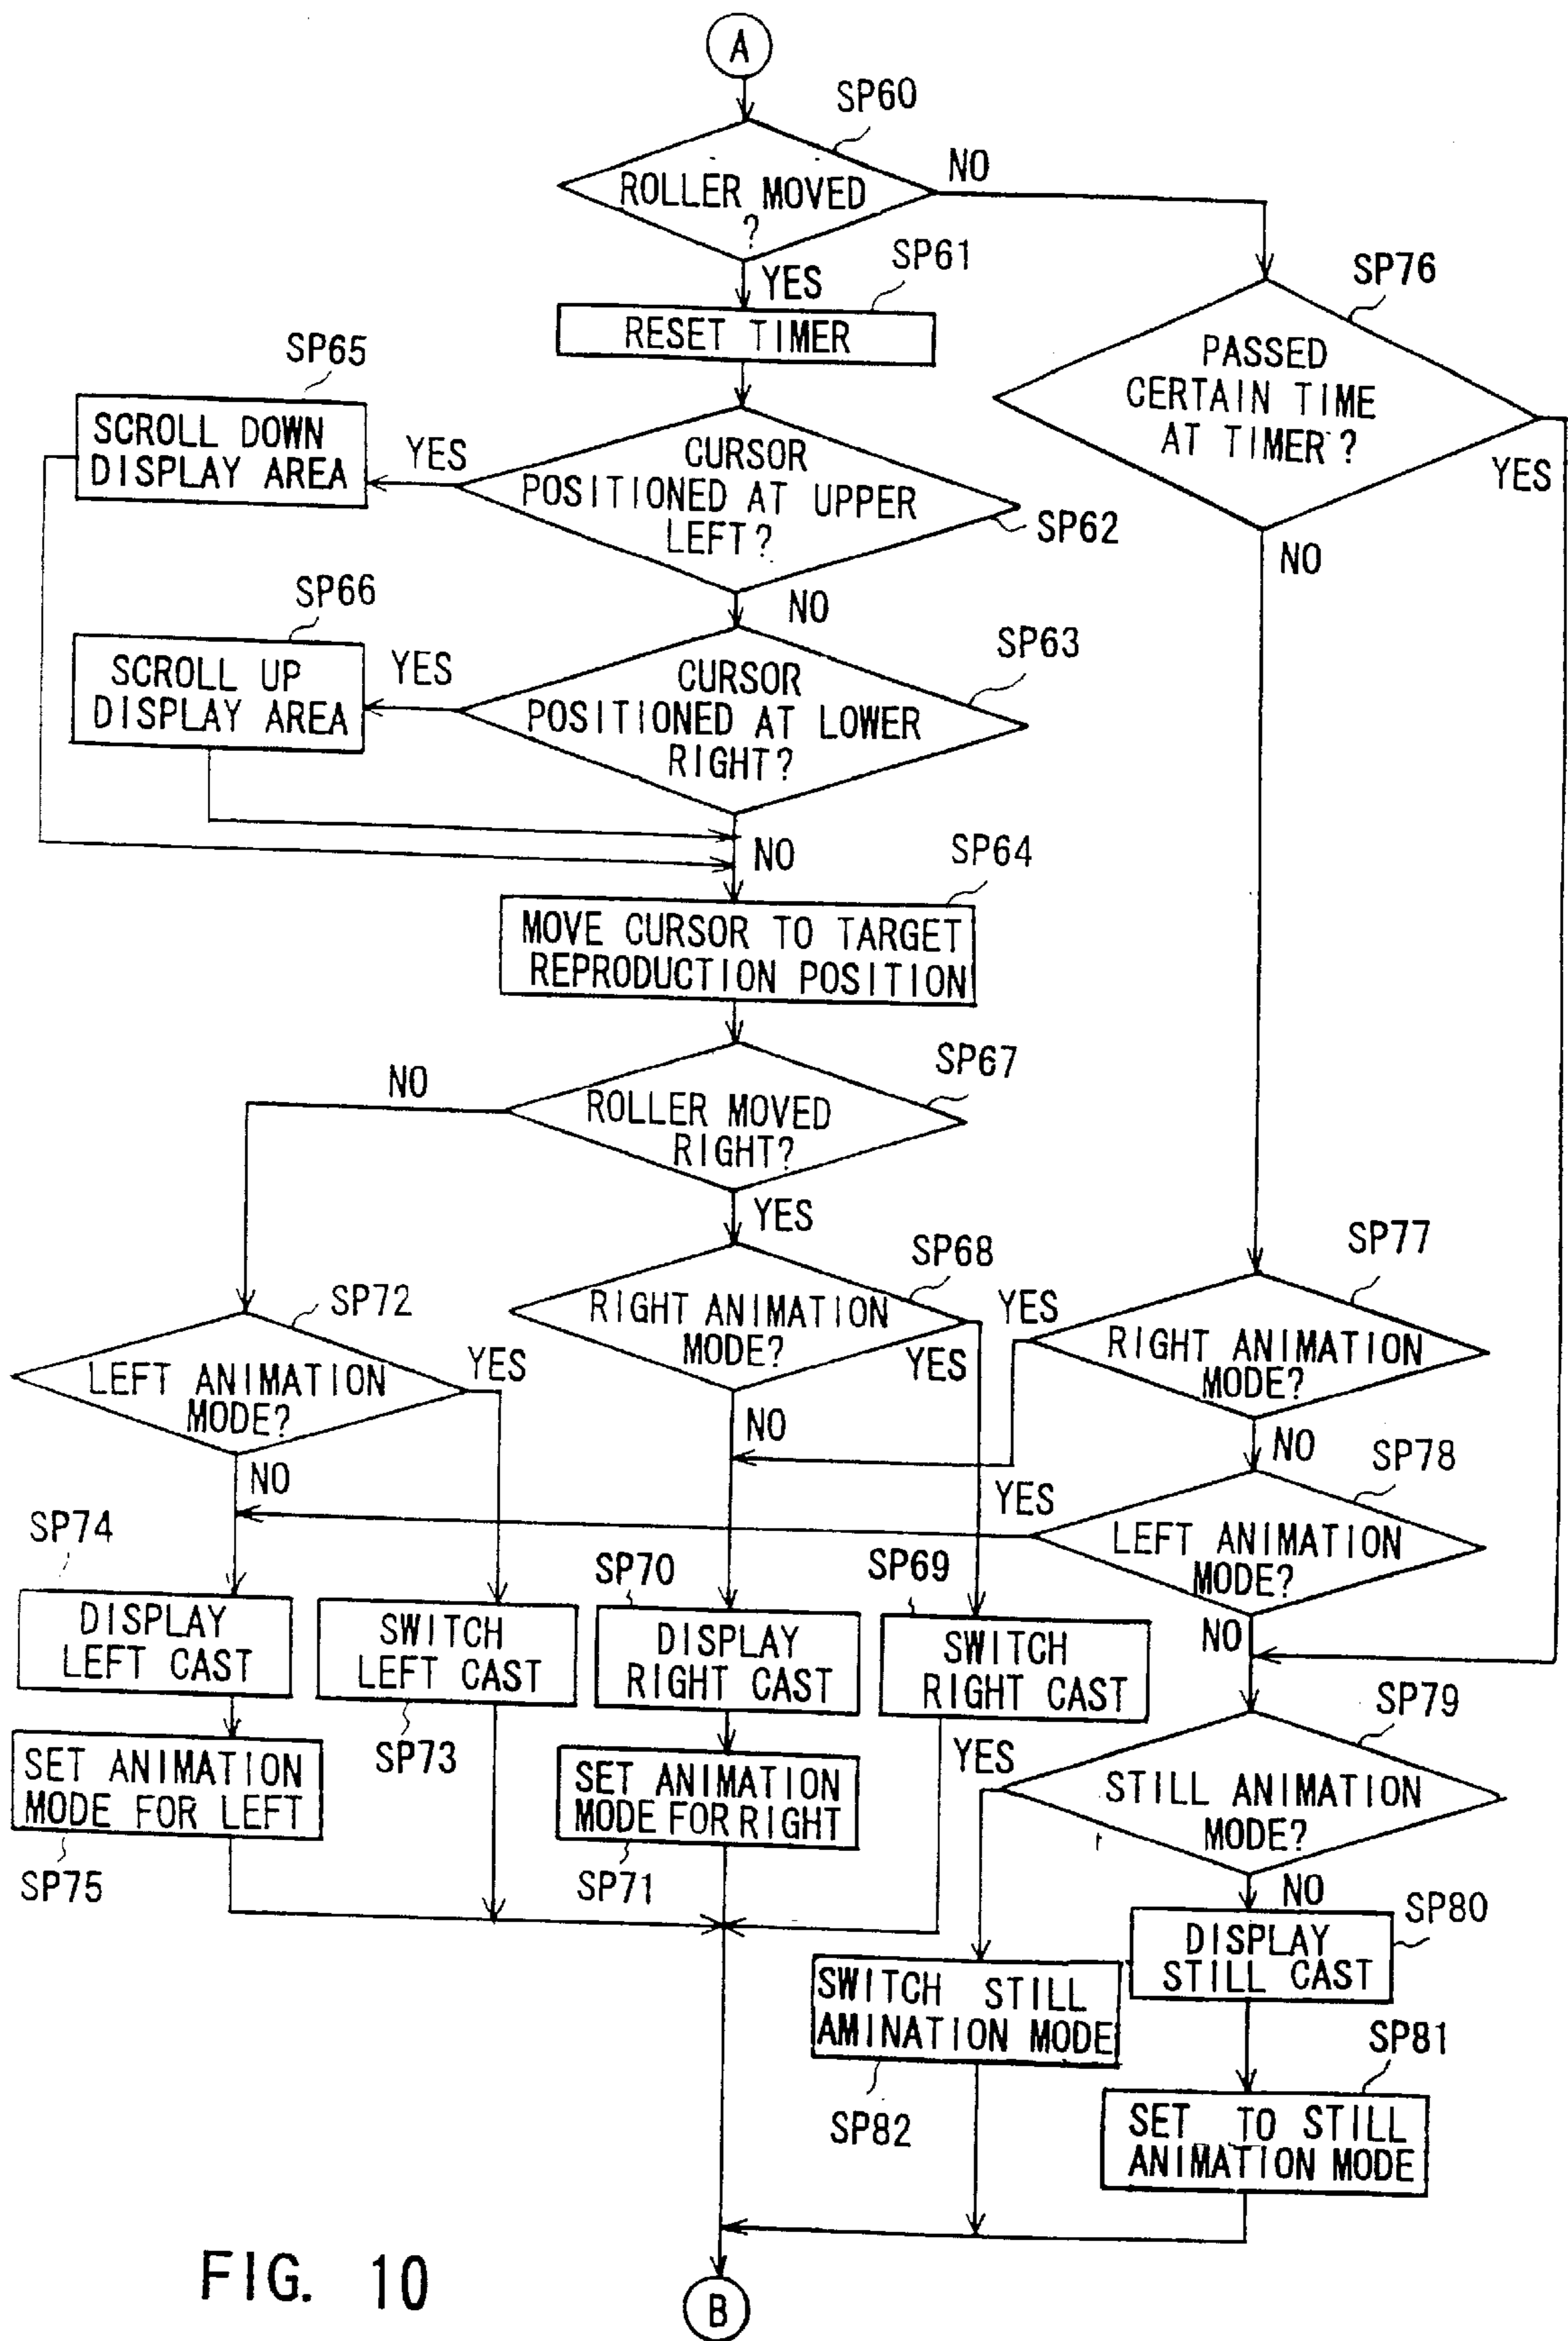 A
SP60
ROLLER MOVED
?
NO
YES
SP61
RESET TIMER
SP76
PASSED
CERTAIN TIME
AT TIMER?
YES
NO
SP65
SCROLL DOWN
DISPLAY AREA
YES
CURSOR
POSITIONED AT UPPER
LEFT?
SP62
NO
SP66
SCROLL UP
DISPLAY AREA
YES
SP63
CURSOR
POSITIONED AT LOWER
RIGHT?
NO
SP64
MOVE CURSOR TO TARGET
REPRODUCTION POSITION
SP67
NO
ROLLER MOVED
RIGHT?
YES
SP68
RIGHT ANIMATION
MODE?
YES
NO
SP77
YES
RIGHT ANIMATION
MODE?
NO
SP72
LEFT ANIMATION
MODE?
YES
NO
SP78
YES
LEFT ANIMATION
MODE?
NO
SP74
DISPLAY
LEFT CAST
SWITCH
LEFT CAST
SP73
SP70
DISPLAY
RIGHT CAST
SP69
SWITCH
RIGHT CAST
SET ANIMATION
MODE FOR LEFT
SP75
SET ANIMATION
MODE FOR RIGHT
SP71
SP79
YES
STILL ANIMATION
MODE?
NO
SP80
DISPLAY
STILL CAST
SWITCH STILL
AMINATION MODE
SP82
SP81
SET TO STILL
ANIMATION MODE
FIG. 10
B